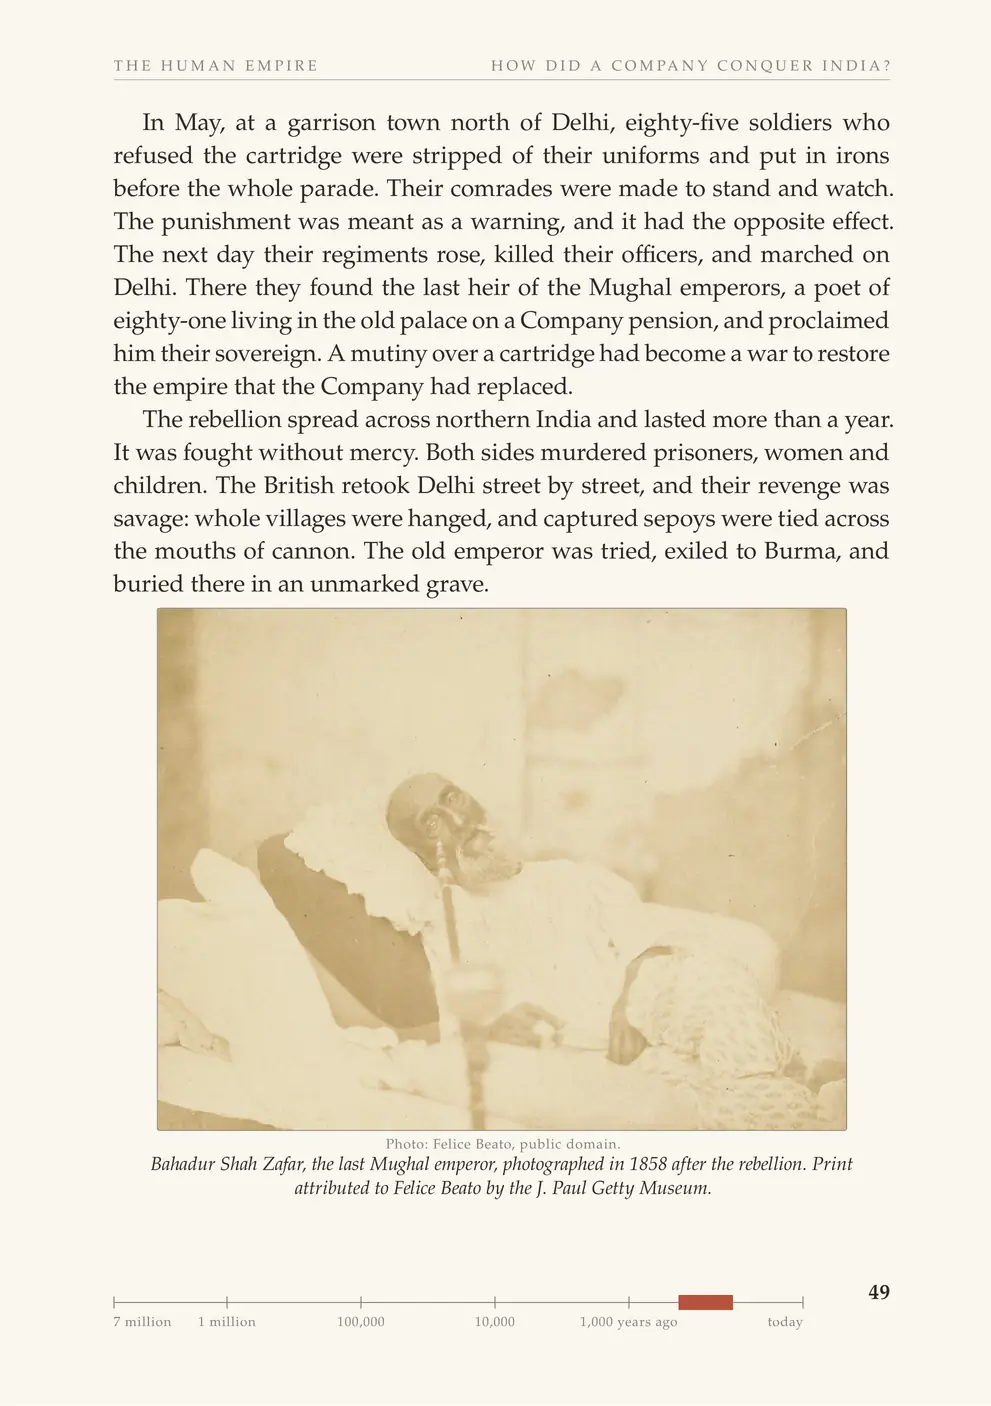 THE HUMAN EMPIRE
HOW DID A COMPANY CONQUER INDIA?
In May, at a garrison town north of Delhi, eighty-five soldiers who
refused the cartridge were stripped of their uniforms and put in irons
before the whole parade. Their comrades were made to stand and watch.
The punishment was meant as a warning, and it had the opposite effect.
The next day their regiments rose, killed their officers, and marched on
Delhi. There they found the last heir of the Mughal emperors, a poet of
eighty-one living in the old palace on a Company pension, and proclaimed
him their sovereign. A mutiny over a cartridge had become a war to restore
the empire that the Company had replaced.
The rebellion spread across northern India and lasted more than a year.
It was fought without mercy. Both sides murdered prisoners, women and
children. The British retook Delhi street by street, and their revenge was
savage: whole villages were hanged, and captured sepoys were tied across
the mouths of cannon. The old emperor was tried, exiled to Burma, and
buried there in an unmarked grave.
Photo: Felice Beato, public domain.
Bahadur Shah Zafar, the last Mughal emperor, photographed in 1858 after the rebellion. Print
attributed to Felice Beato by the J. Paul Getty Museum.
49
7 million
1 million
100,000
10,000
1,000 years ago
today